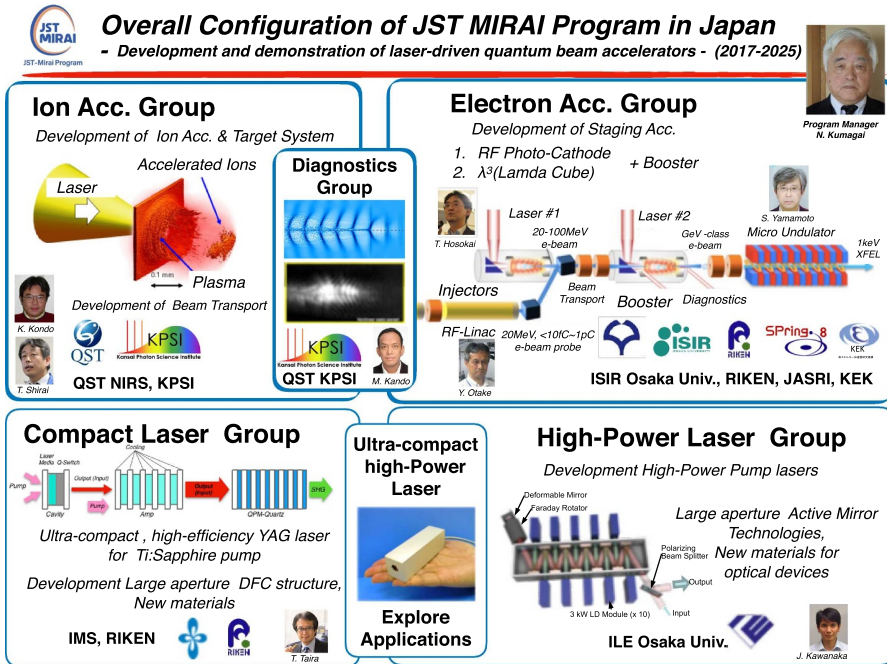 JST
MIRAI
JST-Mirai Program
Overall Configuration of JST MIRAI Program in Japan
- Development and demonstration of laser-driven quantum beam accelerators - (2017-2025)
Program Manager
N. Kumagai
Ion Acc. Group
Development of Ion Acc. & Target System
Accelerated Ions
Laser
0.1 mm
Plasma
Development of Beam Transport
K. Kondo
T. Shirai
QST
KPSI
Kansai Photon Science Institute
QST NIRS, KPSI
Diagnostics
Group
KPSI
Kansai Photon Science Institute
QST KPSI
M. Kando
Electron Acc. Group
Development of Staging Acc.
1. RF Photo-Cathode
2. λ³(Lamda Cube)
+ Booster
T. Hosokai
Laser #1
20-100MeV
e-beam
Laser #2
GeV -class
e-beam
S. Yamamoto
Micro Undulator
1keV
XFEL
Injectors
Beam
Transport
Booster
Diagnostics
RF-Linac
20MeV, <10fC~1pC
e-beam probe
Y. Otake
ISIR
OSAKA UNIVERSITY
RIKEN
SPring-8
KEK
ISIR Osaka Univ., RIKEN, JASRI, KEK
Compact Laser Group
Laser
Media Q-Switch
Cooling
Pump
Output (Input)
Output
(Input)
SHG
Pump
Cavity
Amp
QPM-Quartz
Ultra-compact , high-efficiency YAG laser
for Ti:Sapphire pump
Development Large aperture DFC structure,
New materials
IMS, RIKEN
RIKEN
T. Taira
Ultra-compact
high-Power
Laser
Explore
Applications
High-Power Laser Group
Development High-Power Pump lasers
Deformable Mirror
Faraday Rotator
Large aperture Active Mirror
Technologies,
New materials for
optical devices
Polarizing
Beam Splitter
Output
Input
3 kW LD Module (x 10)
ILE Osaka Univ.
J. Kawanaka